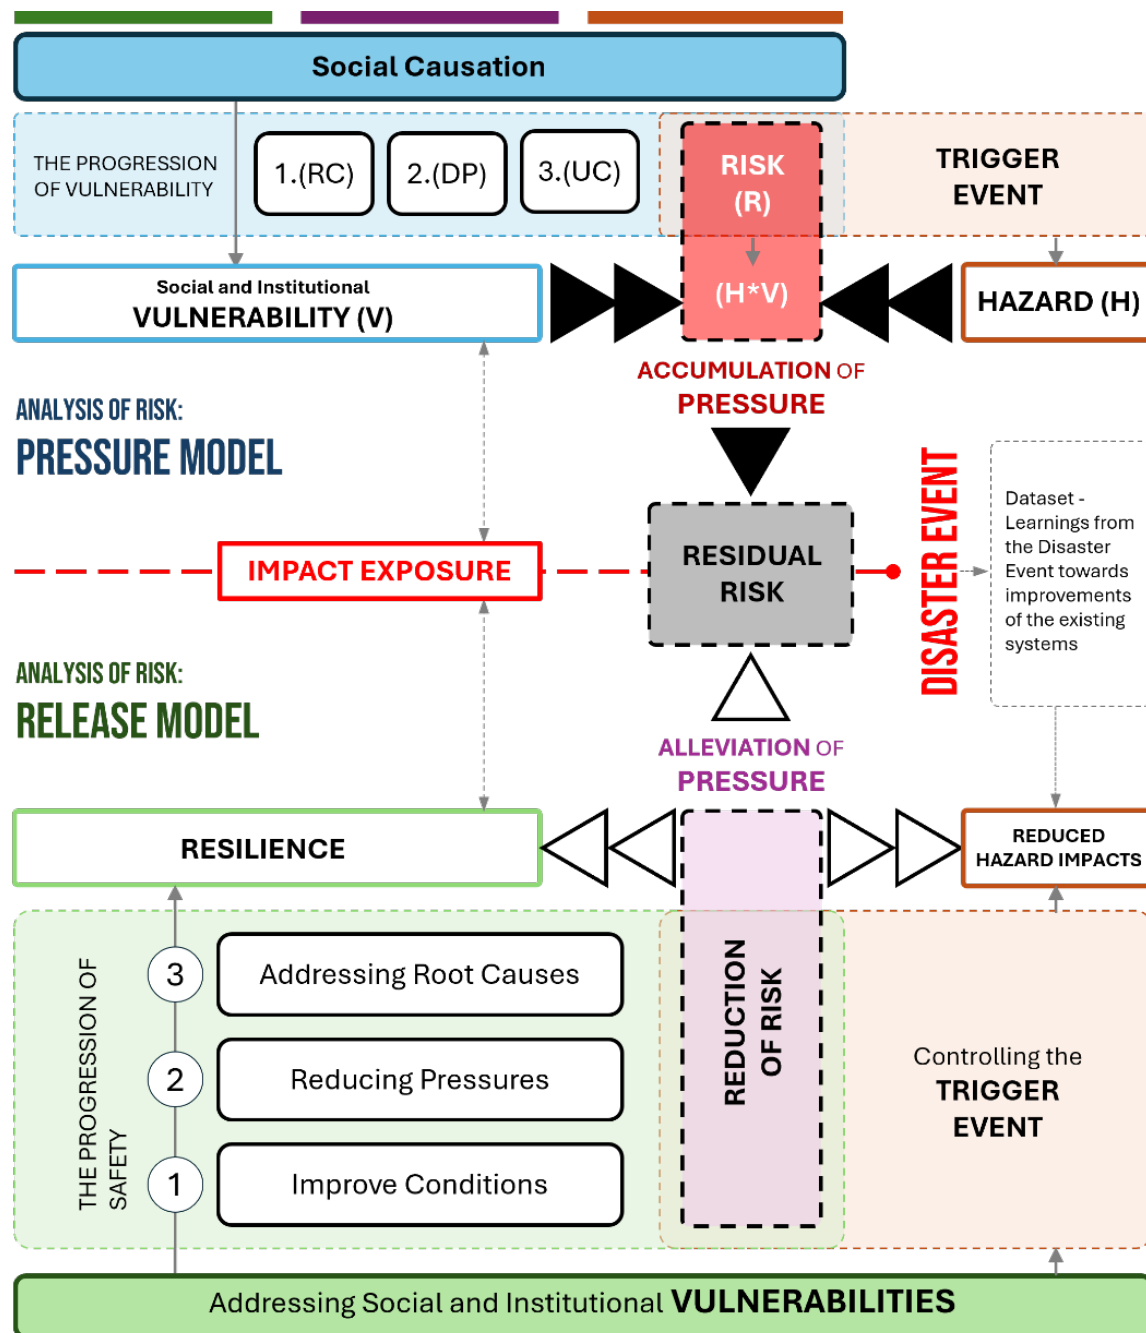 Social Causation
THE PROGRESSION
OF VULNERABILITY
1.(RC)
2.(DP)
3.(UC)
RISK
(R)
(H*V)
TRIGGER
EVENT
Social and Institutional
VULNERABILITY (V)
HAZARD (H)
ACCUMULATION OF
PRESSURE
ANALYSIS OF RISK:
PRESSURE MODEL
IMPACT EXPOSURE
RESIDUAL
RISK
DISASTER EVENT
Dataset -
Learnings from
the Disaster
Event towards
improvements
of the existing
systems
ANALYSIS OF RISK:
RELEASE MODEL
ALLEVIATION OF
PRESSURE
RESILIENCE
REDUCED
HAZARD IMPACTS
THE PROGRESSION OF
SAFETY
3
Addressing Root Causes
2
Reducing Pressures
1
Improve Conditions
REDUCTION
OF RISK
Controlling the
TRIGGER
EVENT
Addressing Social and Institutional VULNERABILITIES